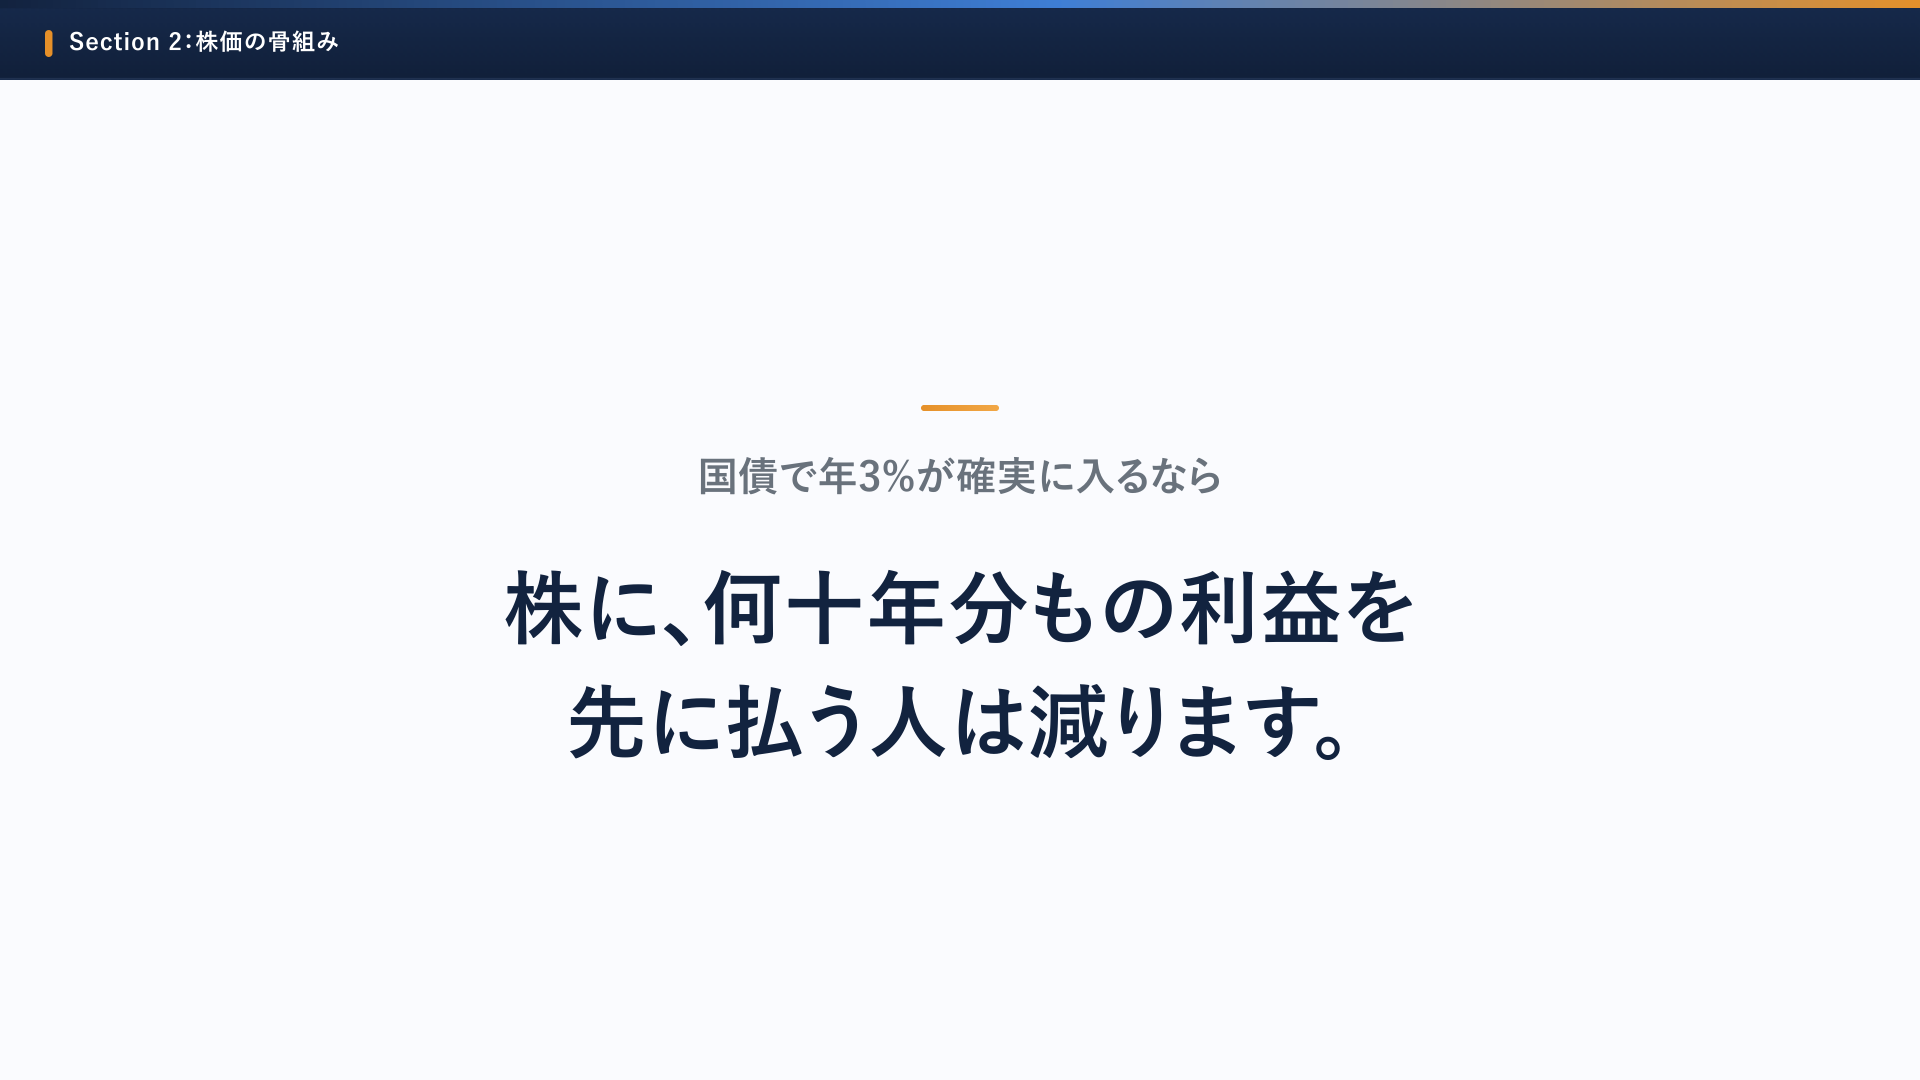 Section 2：株価の骨組み
国債で年3%が確実に入るなら
株に、何十年分もの利益を
先に払う人は減ります。